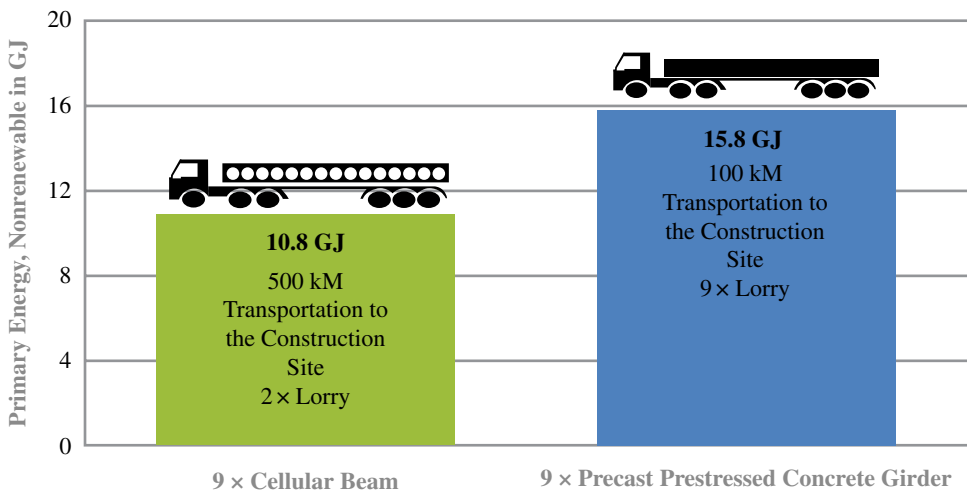 Primary Energy, Nonrenewable in GJ
20
16
12
8
4
0
10.8 GJ
500 kM
Transportation to
the Construction
Site
2 × Lorry
15.8 GJ
100 kM
Transportation to
the Construction
Site
9 × Lorry
9 × Cellular Beam
9 × Precast Prestressed Concrete Girder